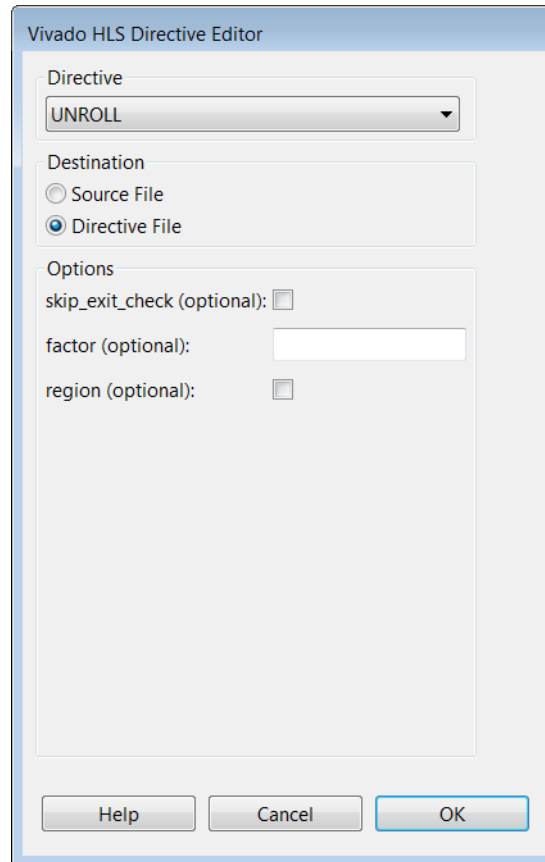 Vivado HLS Directive Editor
Directive
UNROLL
Destination
Source File
Directive File
Options
skip_exit_check (optional):
factor (optional):
region (optional):
Help Cancel OK